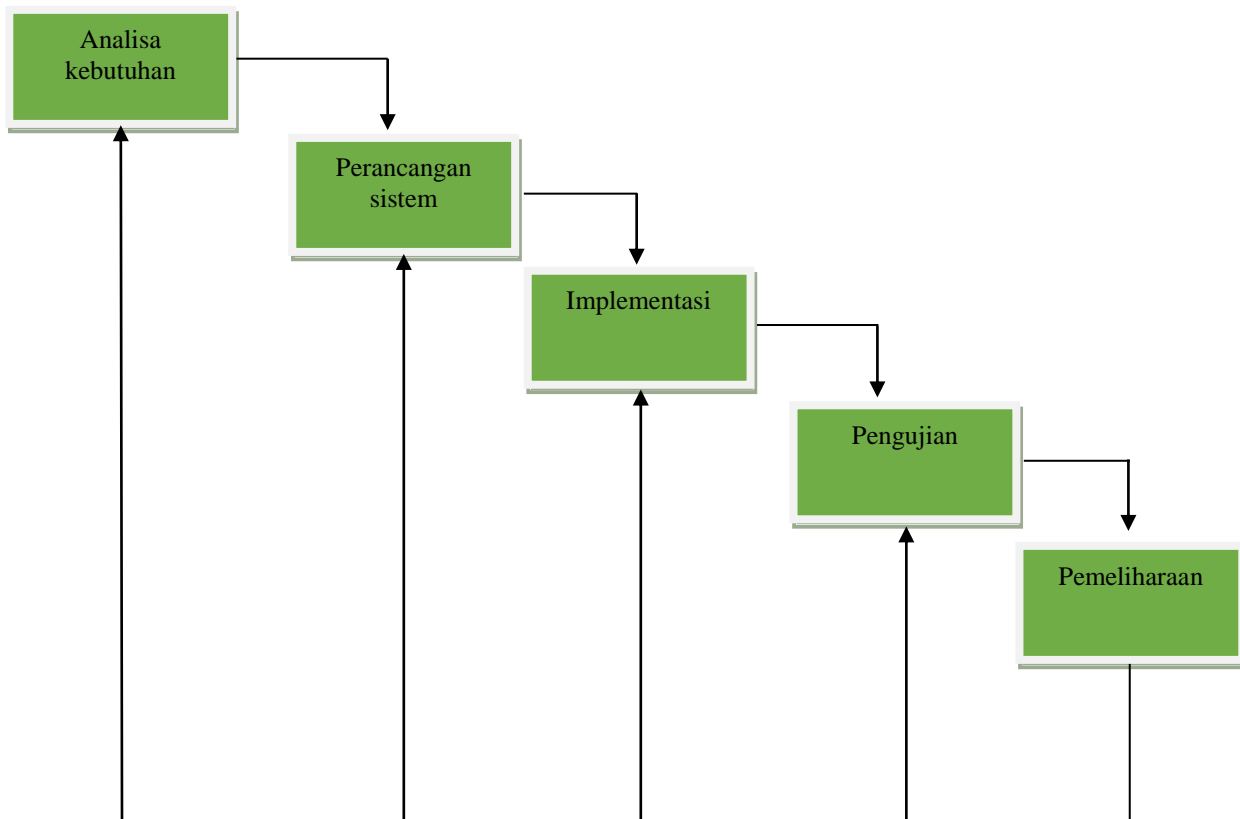 Analisa
kebutuhan
Perancangan
sistem
Implementasi
Pengujian
Pemeliharaan